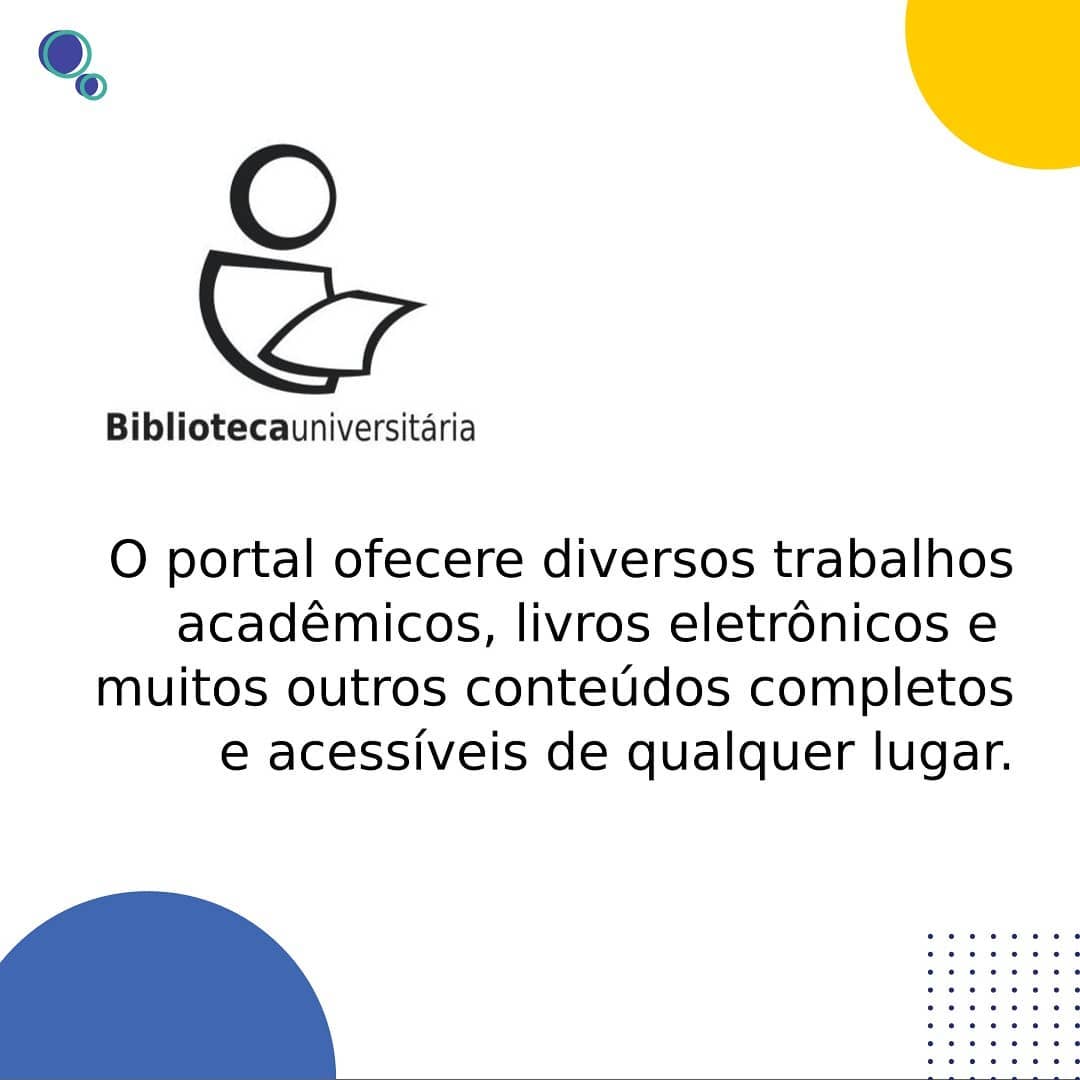 Bibliotecauniversitária
O portal ofecere diversos trabalhos
acadêmicos, livros eletrônicos e
muitos outros conteúdos completos
e acessíveis de qualquer lugar.